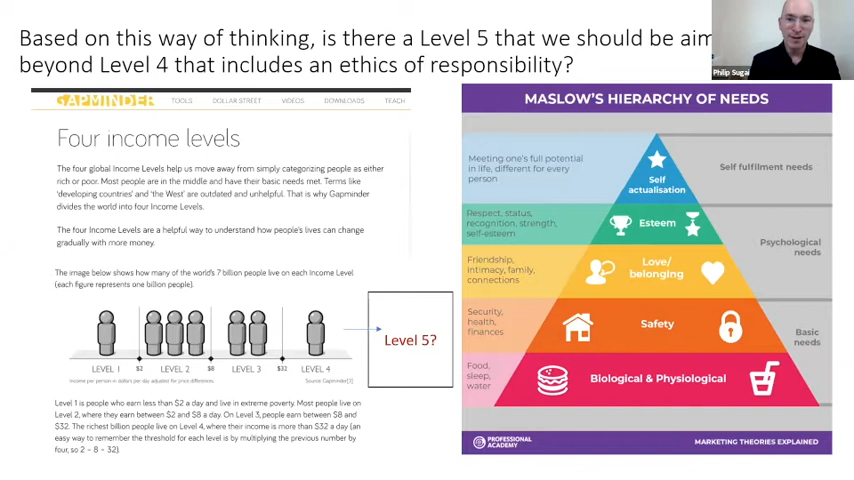 Based on this way of thinking, is there a Level 5 that we should be aim
beyond Level 4 that includes an ethics of responsibility?
Philip Sugai
GAPMINDER TOOLS DOLLAR STREET VIDEOS DOWNLOADS TEACH
Four income levels
The four global Income Levels help us move away from simply categorizing people as either
rich or poor. Most people are in the middle and have their basic needs met. Terms like
'developing countries' and 'the West' are outdated and unhelpful. That is why Gapminder
divides the world into four Income Levels.
The four Income Levels are a helpful way to understand how people's lives can change
gradually with more money.
The image below shows how many of the world's 7 billion people live on each Income Level
(each figure represents one billion people).
LEVEL 1 $2 LEVEL 2 $8 LEVEL 3 $32 LEVEL 4
Income per person in dollars per day adjusted for price differences
Source: Gapminder[2]
Level 5?
Level 1 is people who earn less than $2 a day and live in extreme poverty. Most people live on
Level 2, where they earn between $2 and $8 a day. On Level 3, people earn between $8 and
$32. The richest billion people live on Level 4, where their income is more than $32 a day (an
easy way to remember the threshold for each level is by multiplying the previous number by
four, so 2 – 8 – 32).
MASLOW'S HIERARCHY OF NEEDS
Meeting one's full potential
in life, different for every
person
Self
actualisation
Self fulfilment needs
Respect, status,
recognition, strength,
self-esteem
Esteem
Psychological
needs
Friendship,
intimacy, family,
connections
Love/
belonging
Security,
health,
finances
Safety
Basic
needs
Food,
sleep,
water
Biological & Physiological
PROFESSIONAL
ACADEMY
MARKETING THEORIES EXPLAINED